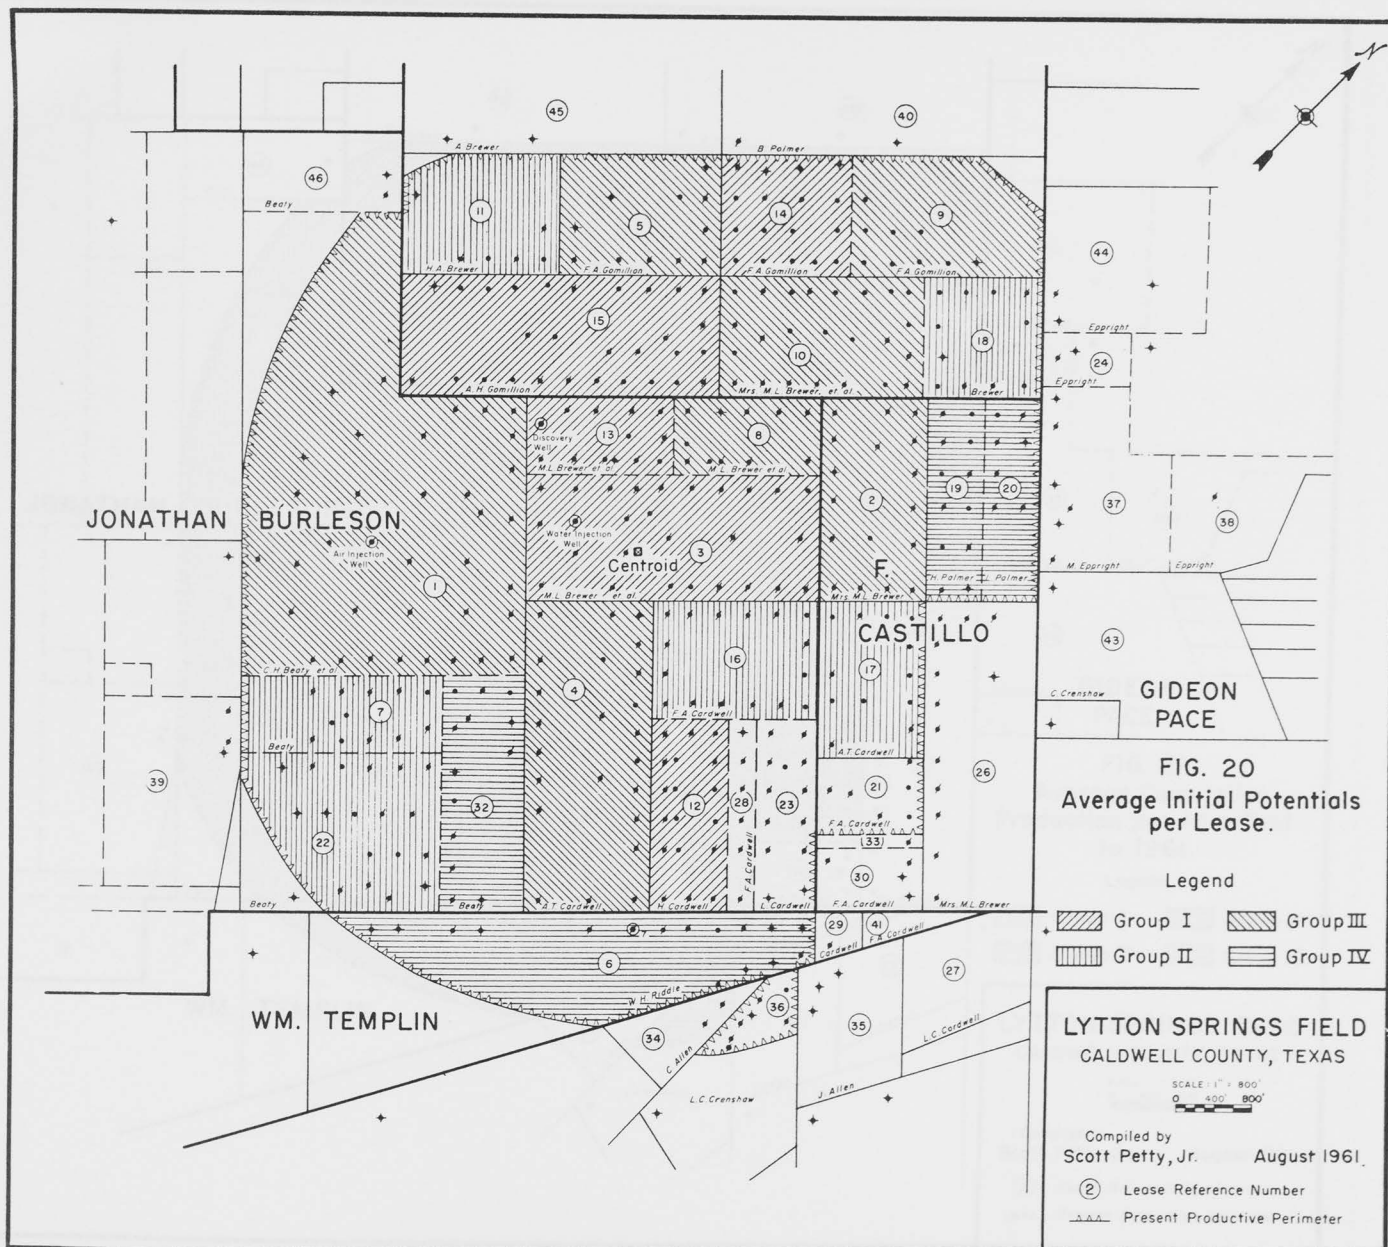 N
45
40
A. Brewer
B. Palmer
46
Beaty
11
5
14
9
44
H.A. Brewer
F.A. Gomillion
F.A. Gomillion
F.A. Gomillion
15
10
18
Eppright
24
Eppright
A.H. Gomillion
Mrs. M.L. Brewer, et al
Brewer
Discovery
Well
13
8
M.L. Brewer et al
M.L. Brewer et al
2
19
20
37
38
JONATHAN BURLESON
Air Injection
Well
Water Injection
Well
3
Centroid
1
F.
H. Palmer
L. Palmer
M. Eppright
Eppright
M.L. Brewer et al
Mrs. M.L. Brewer
CASTILLO
43
16
17
C.H. Beaty et al
4
C. Crenshaw
GIDEON
PACE
7
F.A. Cardwell
A.T. Cardwell
Beaty
39
32
12
28
23
21
26
FIG. 20
Average Initial Potentials
per Lease.
22
F.A. Cardwell
F.A. Cardwell
33
30
Legend
Beaty
Beaty
A.T. Cardwell
H. Cardwell
L. Cardwell
F.A. Cardwell
Mrs. M.L. Brewer
Group I
Group III
Group II
Group IV
29
41
Cardwell
F.A. Cardwell
?
6
27
W.H. Riddle
36
WM. TEMPLIN
34
35
C. Allen
L.C. Cardwell
J. Allen
L.C. Crenshaw
LYTTON SPRINGS FIELD
CALDWELL COUNTY, TEXAS
SCALE: 1" = 800'
0 400' 800'
Compiled by
Scott Petty, Jr. August 1961.
2 Lease Reference Number
Present Productive Perimeter